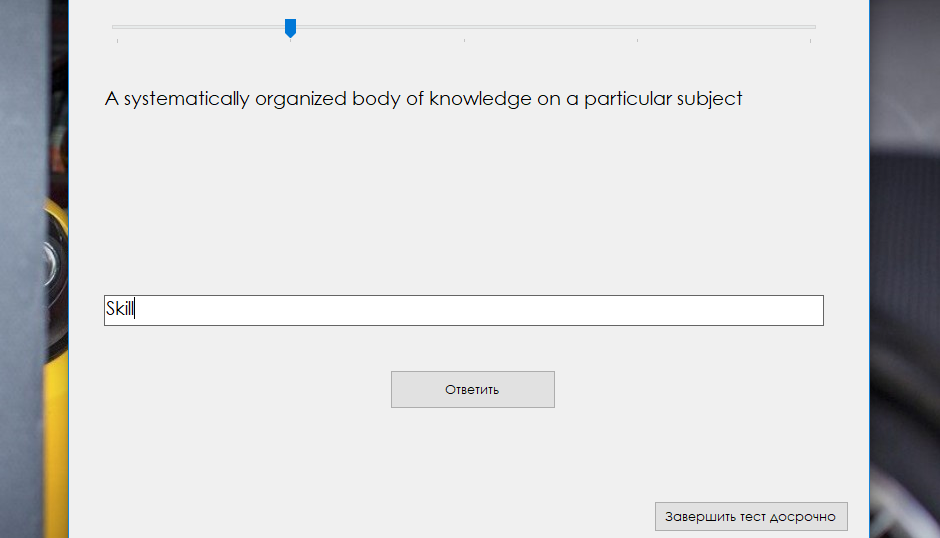 A systematically organized body of knowledge on a particular subject
Skill
Ответить
Завершить тест досрочно